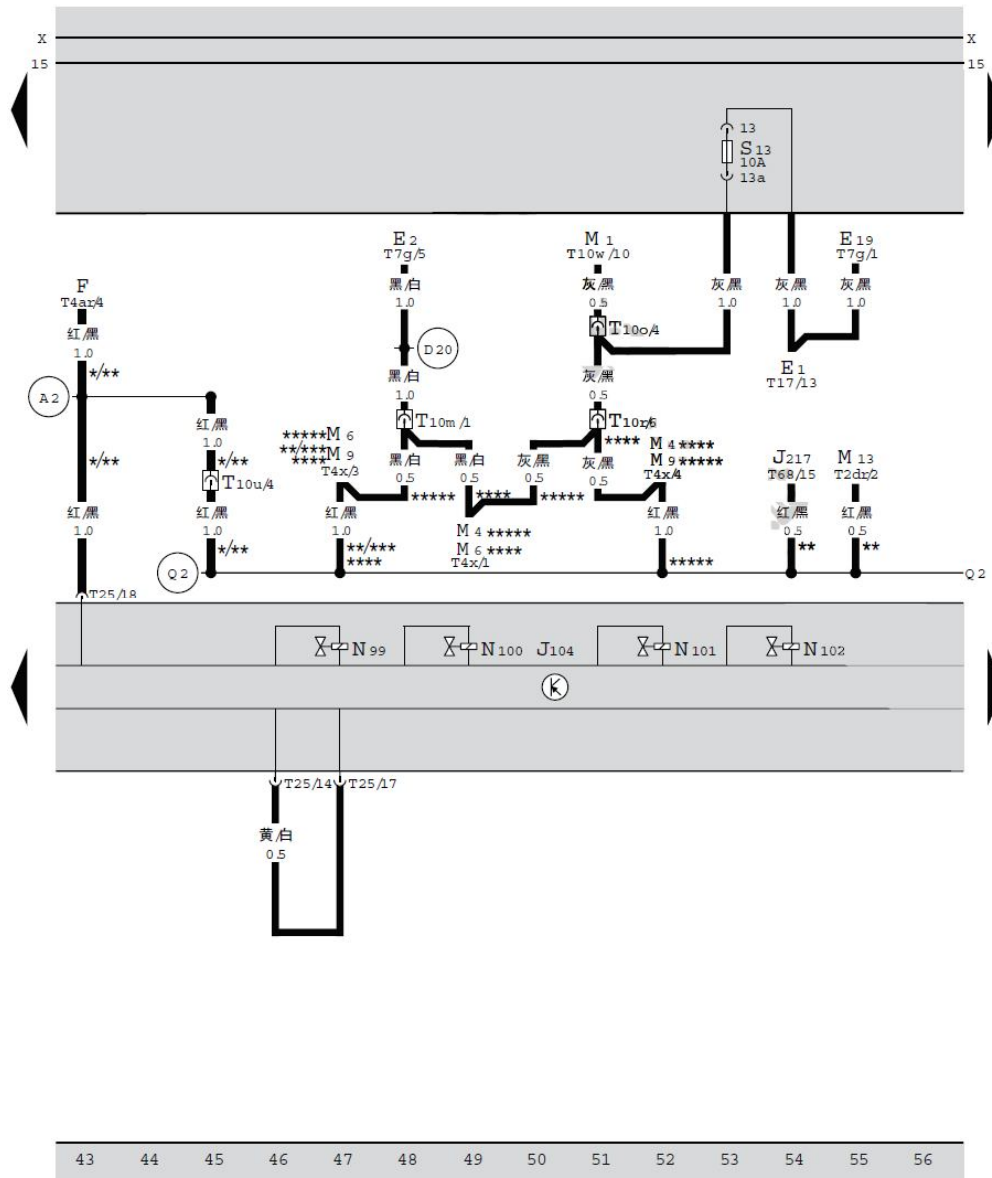 X X
15 15
13
S13
10A
13a
E2 M1 E19
T7g/5 T10w/10 T7g/1
F
T4ar/4
黑/白 灰/黑 灰/黑 灰/黑 灰/黑
1.0 0.5 1.0 1.0 1.0
红/黑
1.0
T10o/4
*/**
D20
E1
T17/13
黑/白 灰/黑
1.0 0.5
A2
红/黑
1.0
T10m/1 T10r/5
*****M6 **** M4****
**/***M9 M9*****
****
T4x/3 T4x/4
J217 M13
T68/15 T2dr/2
*/** */**
黑/白 黑/白 灰/黑 灰/黑
0.5 0.5 0.5 0.5
T10u/4
***** **** *****
红/黑 红/黑 红/黑 红/黑 红/黑 红/黑
1.0 1.0 1.0 1.0 0.5 0.5
M4*****
M6****
T4x/1
*/** **/*** ** **
**** *****
Q2 Q2
T25/18
N99 N100 J104 N101 N102
T25/14 T25/17
黄/白
0.5
43 44 45 46 47 48 49 50 51 52 53 54 55 56